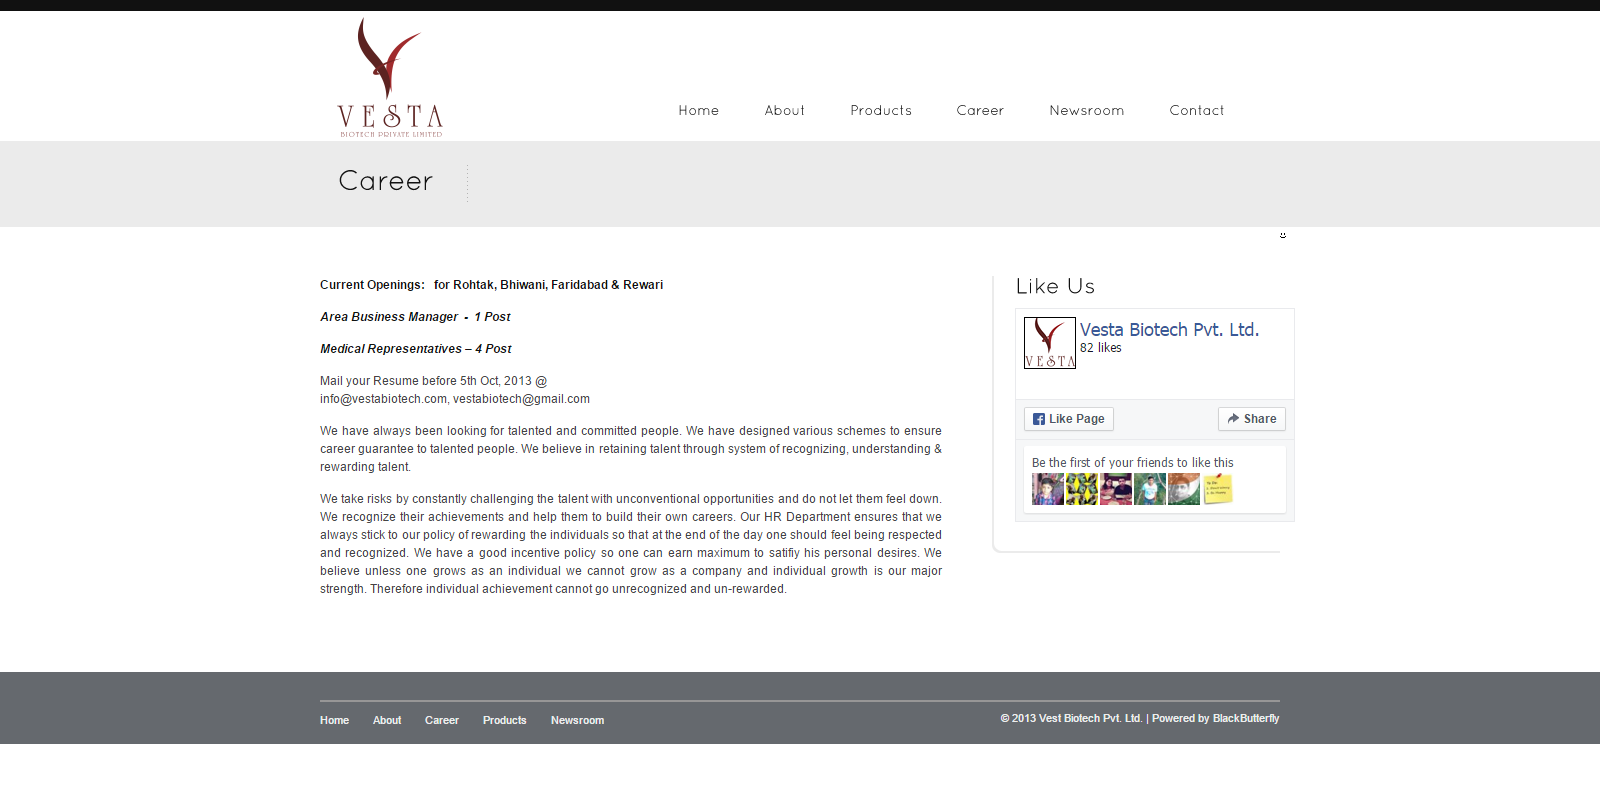 VESTA
BIOTECH PRIVATE LIMITED
Home About Products Career Newsroom Contact
Career
Current Openings: for Rohtak, Bhiwani, Faridabad & Rewari
Area Business Manager - 1 Post
Medical Representatives – 4 Post
Mail your Resume before 5th Oct, 2013 @
info@vestabiotech.com, vestabiotech@gmail.com
We have always been looking for talented and committed people. We have designed various schemes to ensure
career guarantee to talented people. We believe in retaining talent through system of recognizing, understanding &
rewarding talent.
We take risks by constantly challenging the talent with unconventional opportunities and do not let them feel down.
We recognize their achievements and help them to build their own careers. Our HR Department ensures that we
always stick to our policy of rewarding the individuals so that at the end of the day one should feel being respected
and recognized. We have a good incentive policy so one can earn maximum to satifiy his personal desires. We
believe unless one grows as an individual we cannot grow as a company and individual growth is our major
strength. Therefore individual achievement cannot go unrecognized and un-rewarded.
Like Us
VESTA
Vesta Biotech Pvt. Ltd.
82 likes
Like Page Share
Be the first of your friends to like this
Home About Career Products Newsroom
© 2013 Vest Biotech Pvt. Ltd. | Powered by BlackButterfly